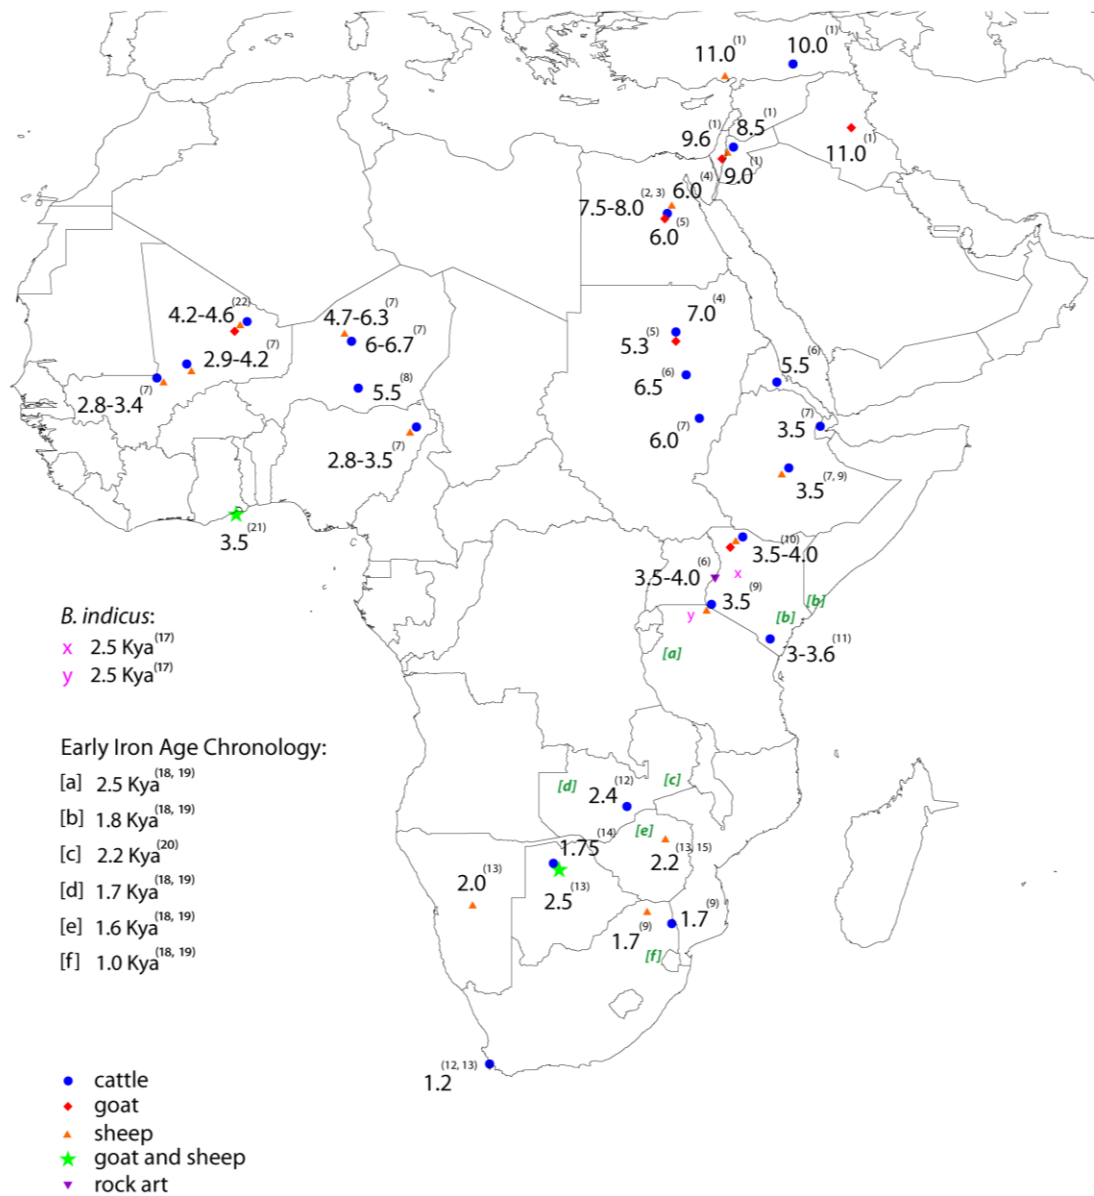 11.0(1)
10.0(1)
9.6(1)
8.5(1)
11.0(1)
9.0(1)
6.0(4)
7.5-8.0(2, 3)
6.0(5)
4.2-4.6(22)
4.7-6.3(7)
7.0(4)
6-6.7(7)
5.3(5)
2.9-4.2(7)
5.5(6)
6.5(6)
5.5(8)
2.8-3.4(7)
3.5(7)
6.0(7)
2.8-3.5(7)
3.5(7, 9)
3.5(21)
3.5-4.0(10)
3.5-4.0(6)
x
3.5(9)
[b]
y
[b]
[a]
3-3.6(11)
B. indicus:
x 2.5 Kya(17)
y 2.5 Kya(17)
Early Iron Age Chronology:
[a] 2.5 Kya(18, 19)
[b] 1.8 Kya(18, 19)
[c] 2.2 Kya(20)
[d] 1.7 Kya(18, 19)
[e] 1.6 Kya(18, 19)
[f] 1.0 Kya(18, 19)
[d]
2.4(12)
[c]
[e]
1.75(14)
2.2(13, 15)
2.0(13)
2.5(13)
1.7(9)
1.7(9)
[f]
1.2(12, 13)
cattle
goat
sheep
goat and sheep
rock art